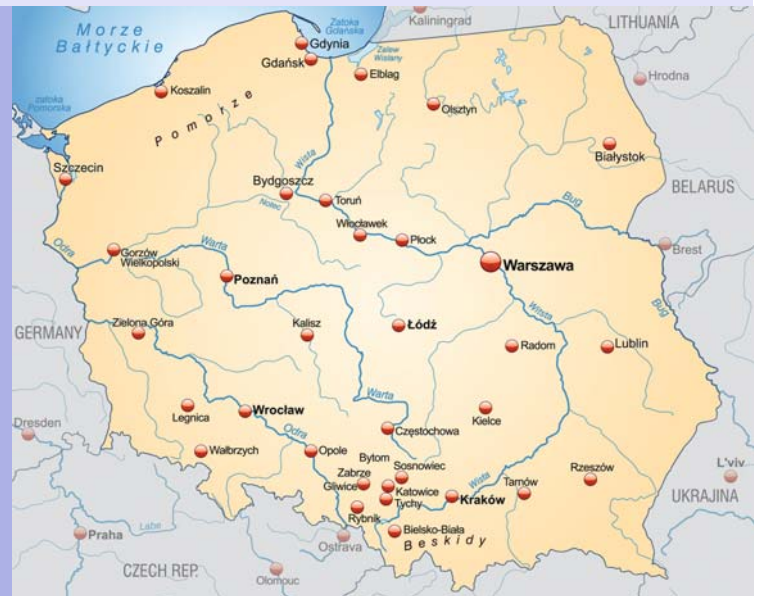 Morze
Bałtyckie
Zatoka
Gdańska
Kaliningrad
LITHUANIA
Gdynia
Gdańsk
Zalew
Wiślany
Elbląg
Hrodna
Koszalin
zatoka
Pomorska
Pomorze
Olsztyn
Szczecin
Wisła
Białystok
BELARUS
Bydgoszcz
Toruń
Noteć
Włocławek
Płock
Bug
Brest
Odra
Gorzów
Wielkopolski
Warta
Poznań
Warszawa
Bug
Wisła
GERMANY
Zielona Góra
Kalisz
Łódź
Radom
Lublin
Warta
Dresden
Legnica
Wrocław
Kielce
Odra
Częstochowa
Wałbrzych
Opole
Bytom
Sosnowiec
Zabrze
Gliwice
Katowice
Tychy
Wisła
Kraków
Tarnów
Rzeszów
L'viv
UKRAJINA
Rybnik
Bielsko-Biała
Beskidy
Praha
Labe
Ostrava
CZECH REP.
Olomouc